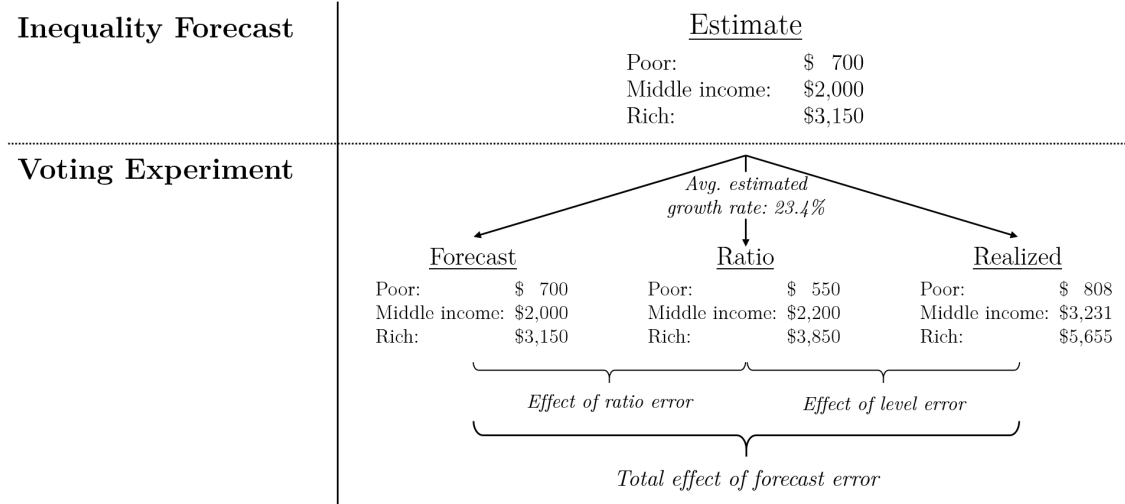 Inequality Forecast
Estimate
Poor: $ 700
Middle income: $2,000
Rich: $3,150
Voting Experiment
Avg. estimated
growth rate: 23.4%
Forecast
Poor: $ 700
Middle income: $2,000
Rich: $3,150
Ratio
Poor: $ 550
Middle income: $2,200
Rich: $3,850
Realized
Poor: $ 808
Middle income: $3,231
Rich: $5,655
Effect of ratio error
Effect of level error
Total effect of forecast error